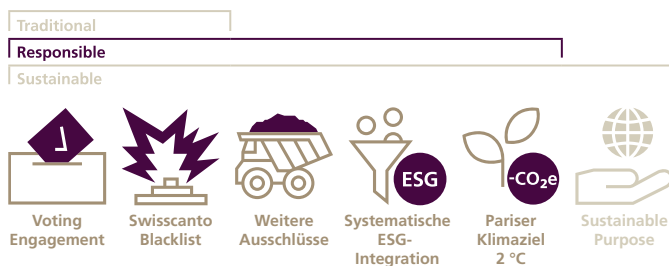 Traditional
Responsible
Sustainable
ESG
-CO₂e
Voting
Engagement
Swisscanto
Blacklist
Weitere
Ausschlüsse
Systematische
ESG-
Integration
Pariser
Klimaziel
2 °C
Sustainable
Purpose